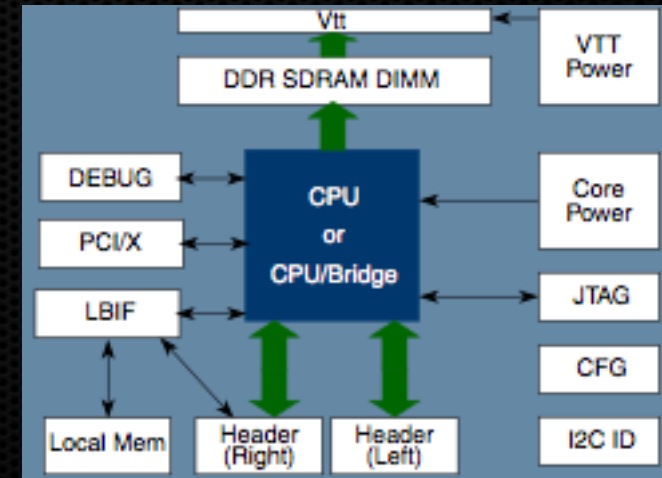 Vtt
VTT
Power
DDR SDRAM DIMM
DEBUG
CPU
or
CPU/Bridge
Core
Power
PCI/X
LBIF
JTAG
CFG
Local Mem
Header
(Right)
Header
(Left)
I2C ID